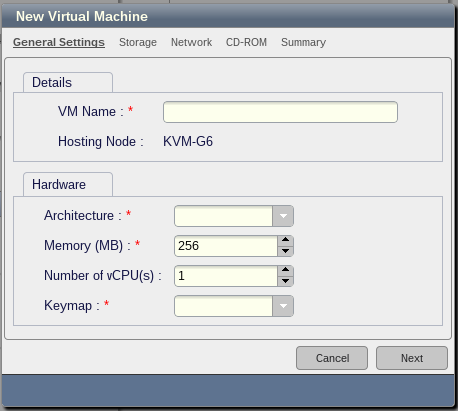 New Virtual Machine
General Settings Storage Network CD-ROM Summary
Details
VM Name : *
Hosting Node : KVM-G6
Hardware
Architecture : *
Memory (MB) : * 256
Number of vCPU(s) : 1
Keymap : *
Cancel Next